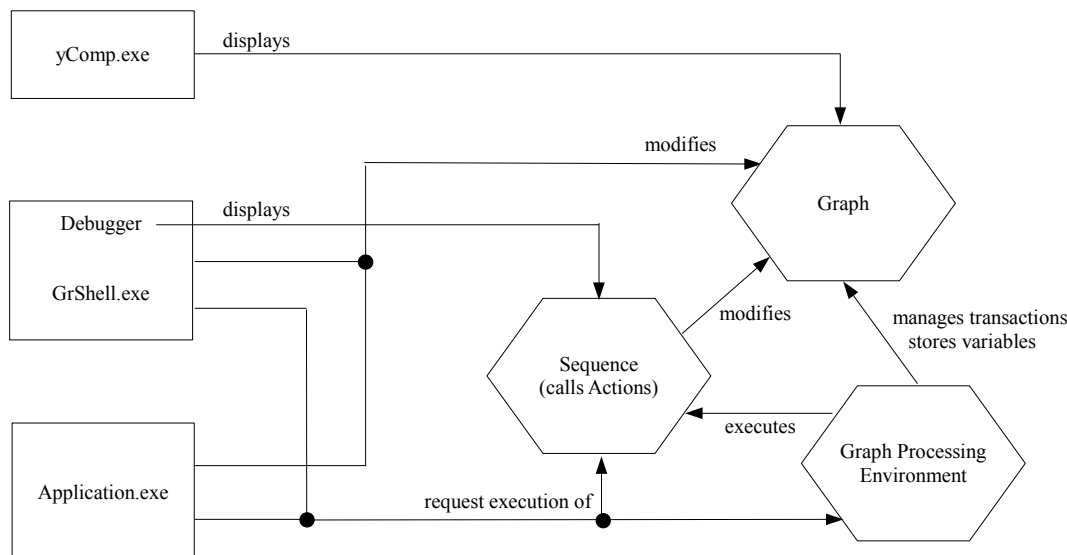 yComp.exe
displays
modifies
Graph
Debugger
displays
GrShell.exe
modifies
manages transactions
stores variables
Sequence
(calls Actions)
executes
Graph Processing
Environment
Application.exe
request execution of